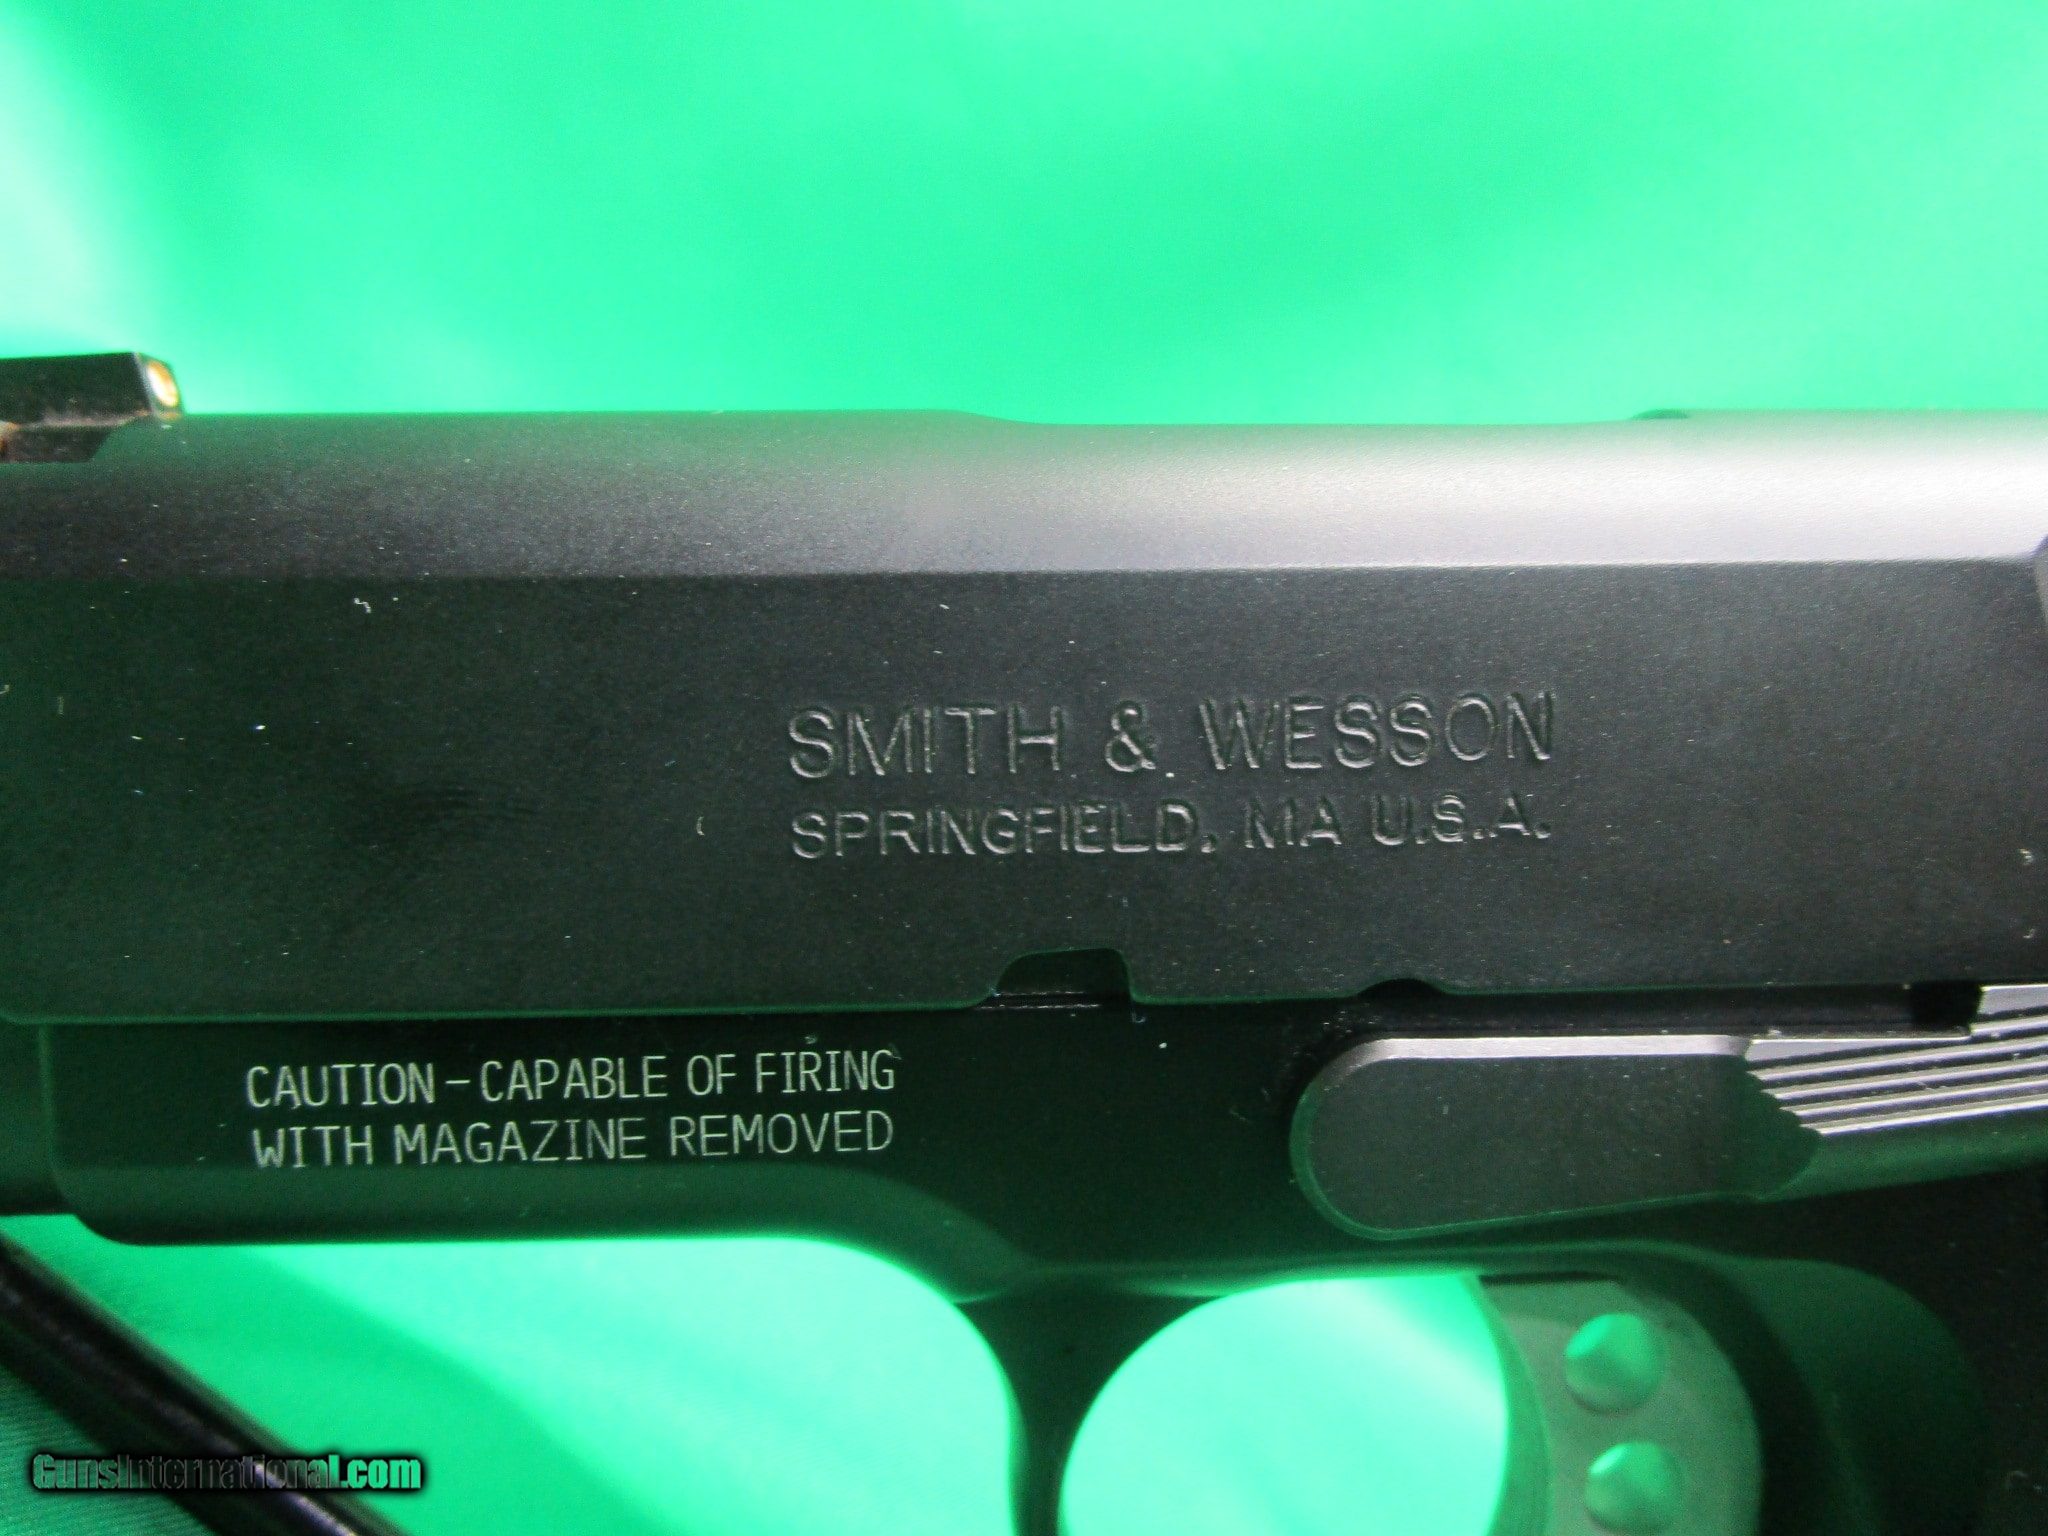 SMITH & WESSON
SPRINGFIELD, MA U.S.A.
CAUTION – CAPABLE OF FIRING
WITH MAGAZINE REMOVED
GunsInternational.com